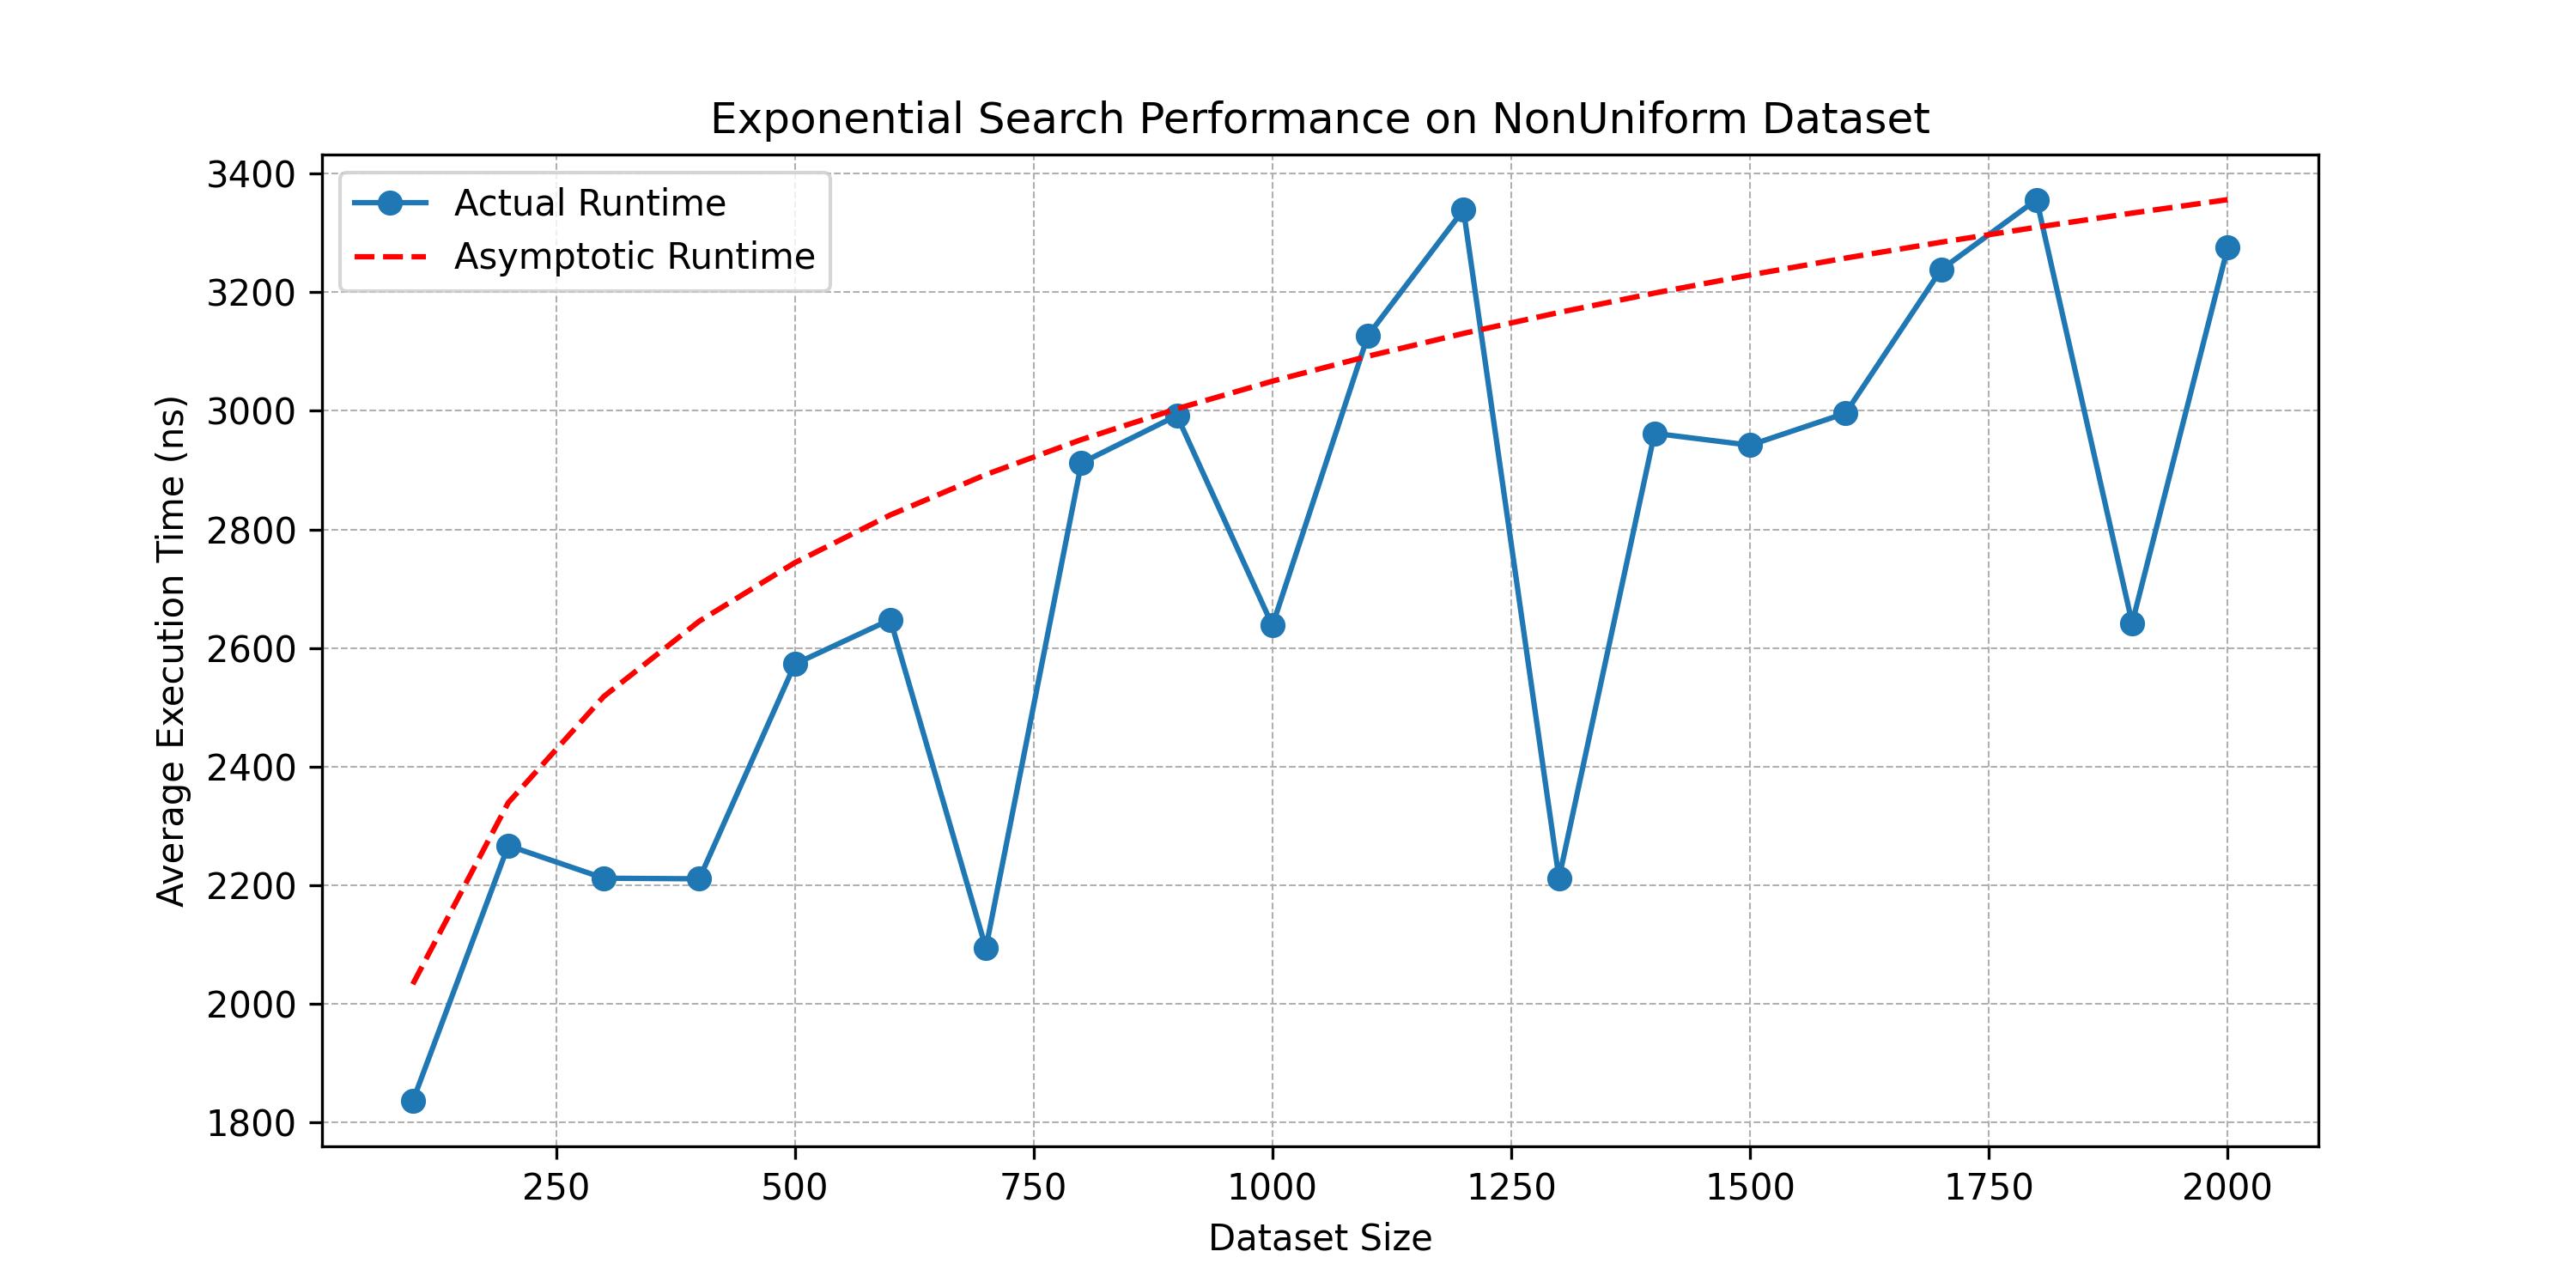 Exponential Search Performance on NonUniform Dataset
Actual Runtime
Asymptotic Runtime
Average Execution Time (ns)
3400
3200
3000
2800
2600
2400
2200
2000
1800
250 500 750 1000 1250 1500 1750 2000
Dataset Size